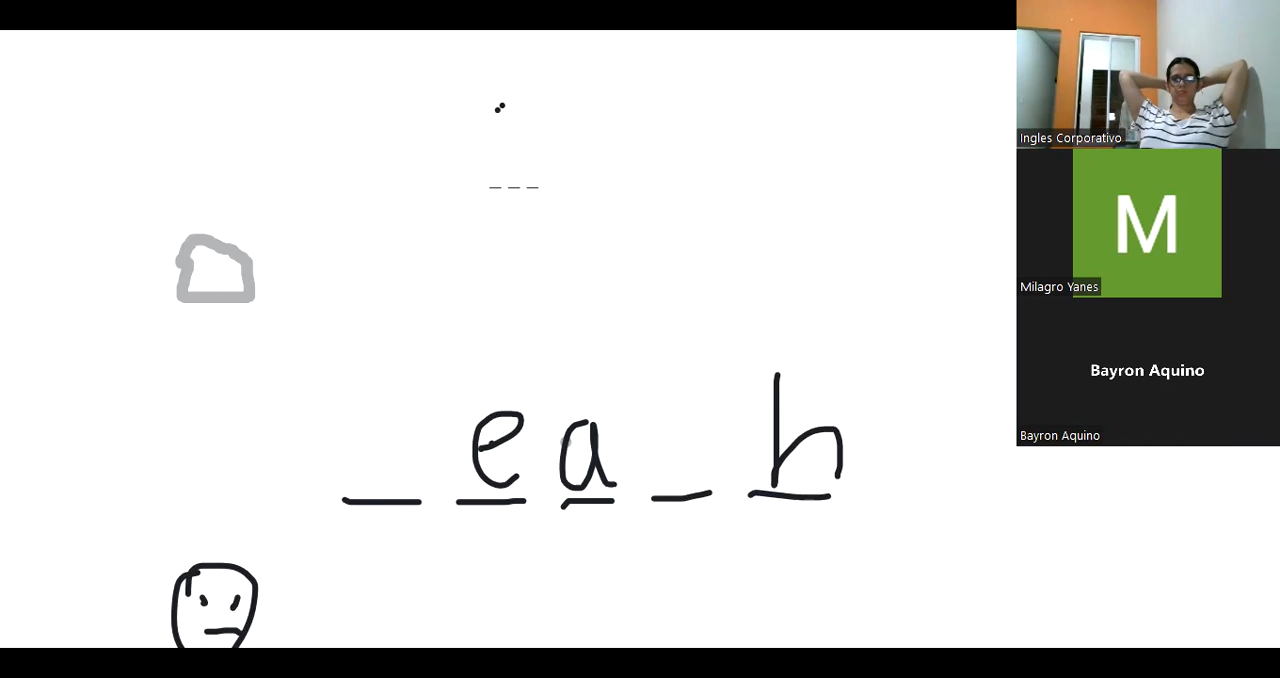 Ingles Corporativo
M
Milagro Yanes
Bayron Aquino
Bayron Aquino
_ e a _ h